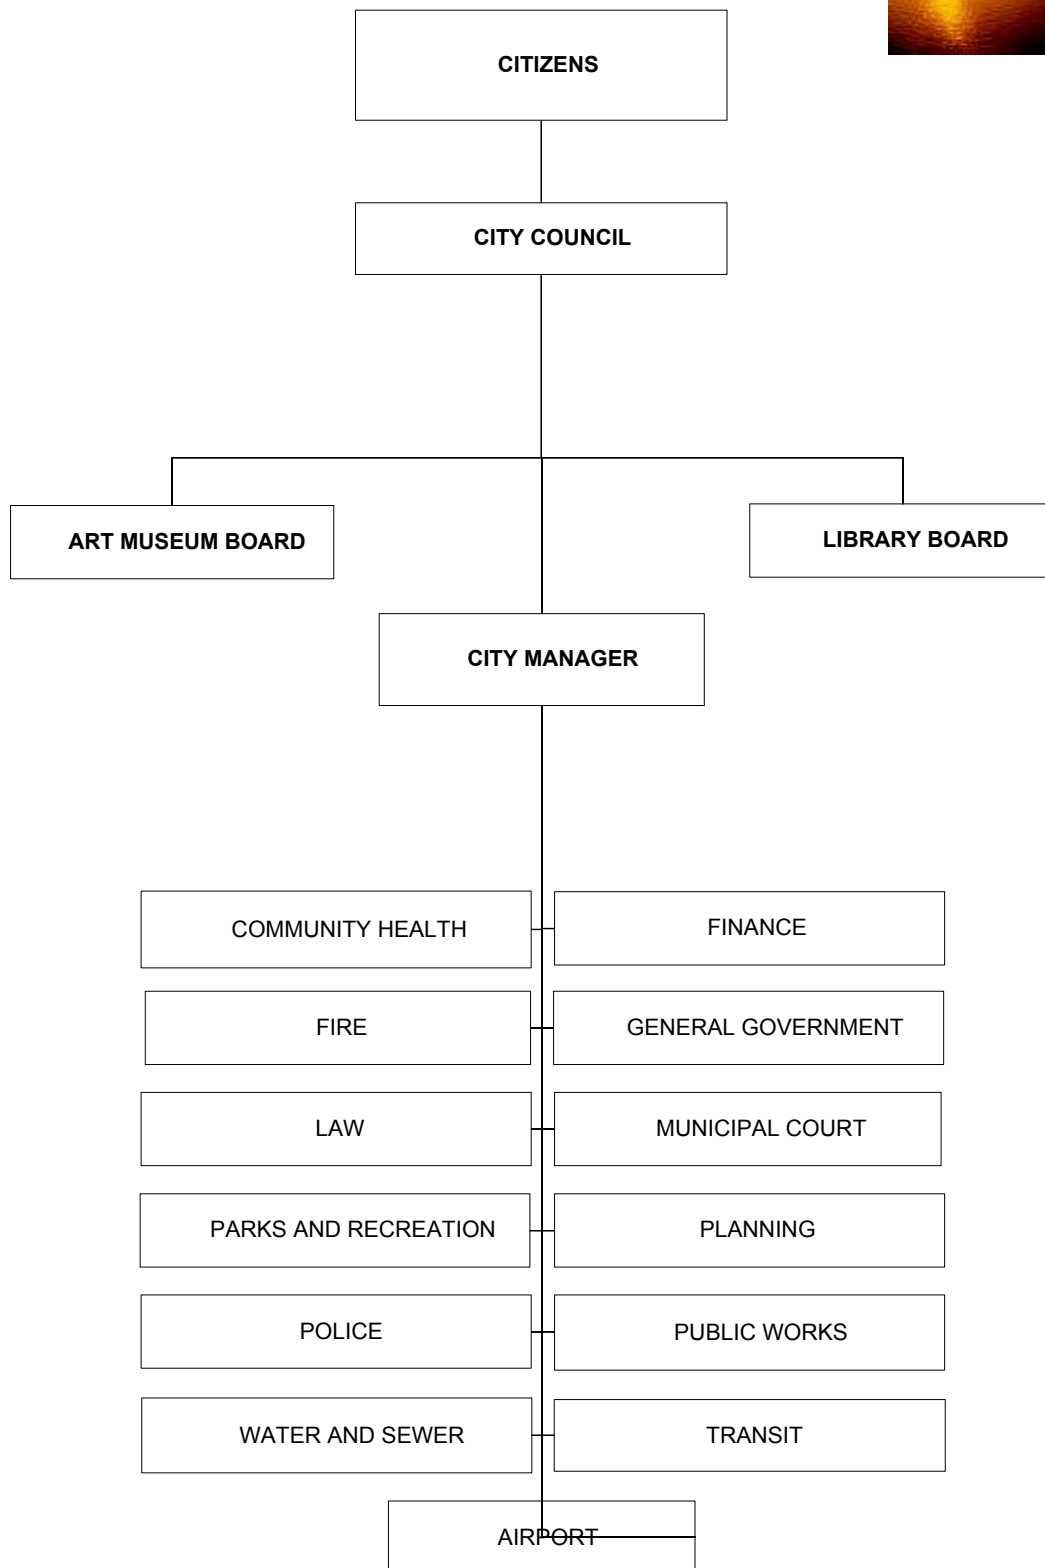 CITIZENS
CITY COUNCIL
ART MUSEUM BOARD
LIBRARY BOARD
CITY MANAGER
COMMUNITY HEALTH
FINANCE
FIRE
GENERAL GOVERNMENT
LAW
MUNICIPAL COURT
PARKS AND RECREATION
PLANNING
POLICE
PUBLIC WORKS
WATER AND SEWER
TRANSIT
AIRPORT